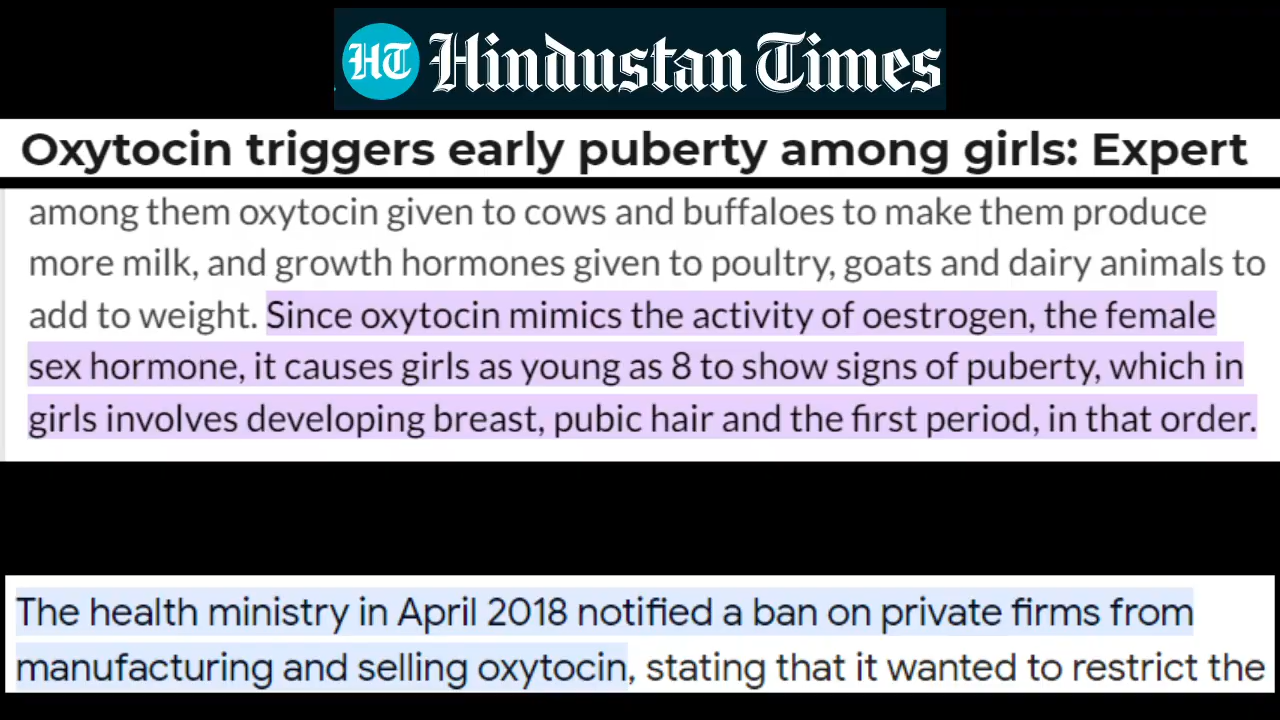 HT Hindustan Times
Oxytocin triggers early puberty among girls: Expert
among them oxytocin given to cows and buffaloes to make them produce
more milk, and growth hormones given to poultry, goats and dairy animals to
add to weight. Since oxytocin mimics the activity of oestrogen, the female
sex hormone, it causes girls as young as 8 to show signs of puberty, which in
girls involves developing breast, pubic hair and the first period, in that order.
The health ministry in April 2018 notified a ban on private firms from
manufacturing and selling oxytocin, stating that it wanted to restrict the